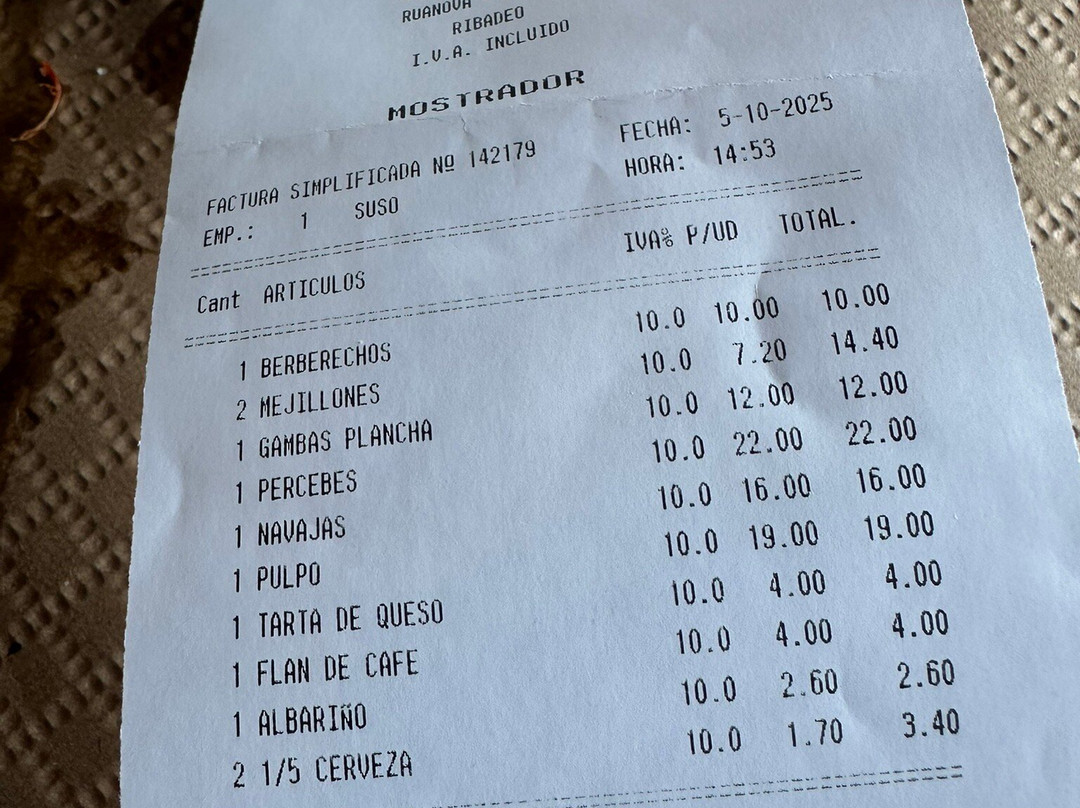 RUANOVA
RIBADEO
I.V.A. INCLUIDO
MOSTRADOR
FACTURA SIMPLIFICADA Nº 142179 FECHA: 5-10-2025
EMP.: 1 SUSO HORA: 14:53
Cant ARTICULOS IVA% P/UD TOTAL.
1 BERBERECHOS 10.0 10.00 10.00
2 MEJILLONES 10.0 7.20 14.40
1 GAMBAS PLANCHA 10.0 12.00 12.00
1 PERCEBES 10.0 22.00 22.00
1 NAVAJAS 10.0 16.00 16.00
1 PULPO 10.0 19.00 19.00
1 TARTA DE QUESO 10.0 4.00 4.00
1 FLAN DE CAFE 10.0 4.00 4.00
1 ALBARIÑO 10.0 2.60 2.60
2 1/5 CERVEZA 10.0 1.70 3.40